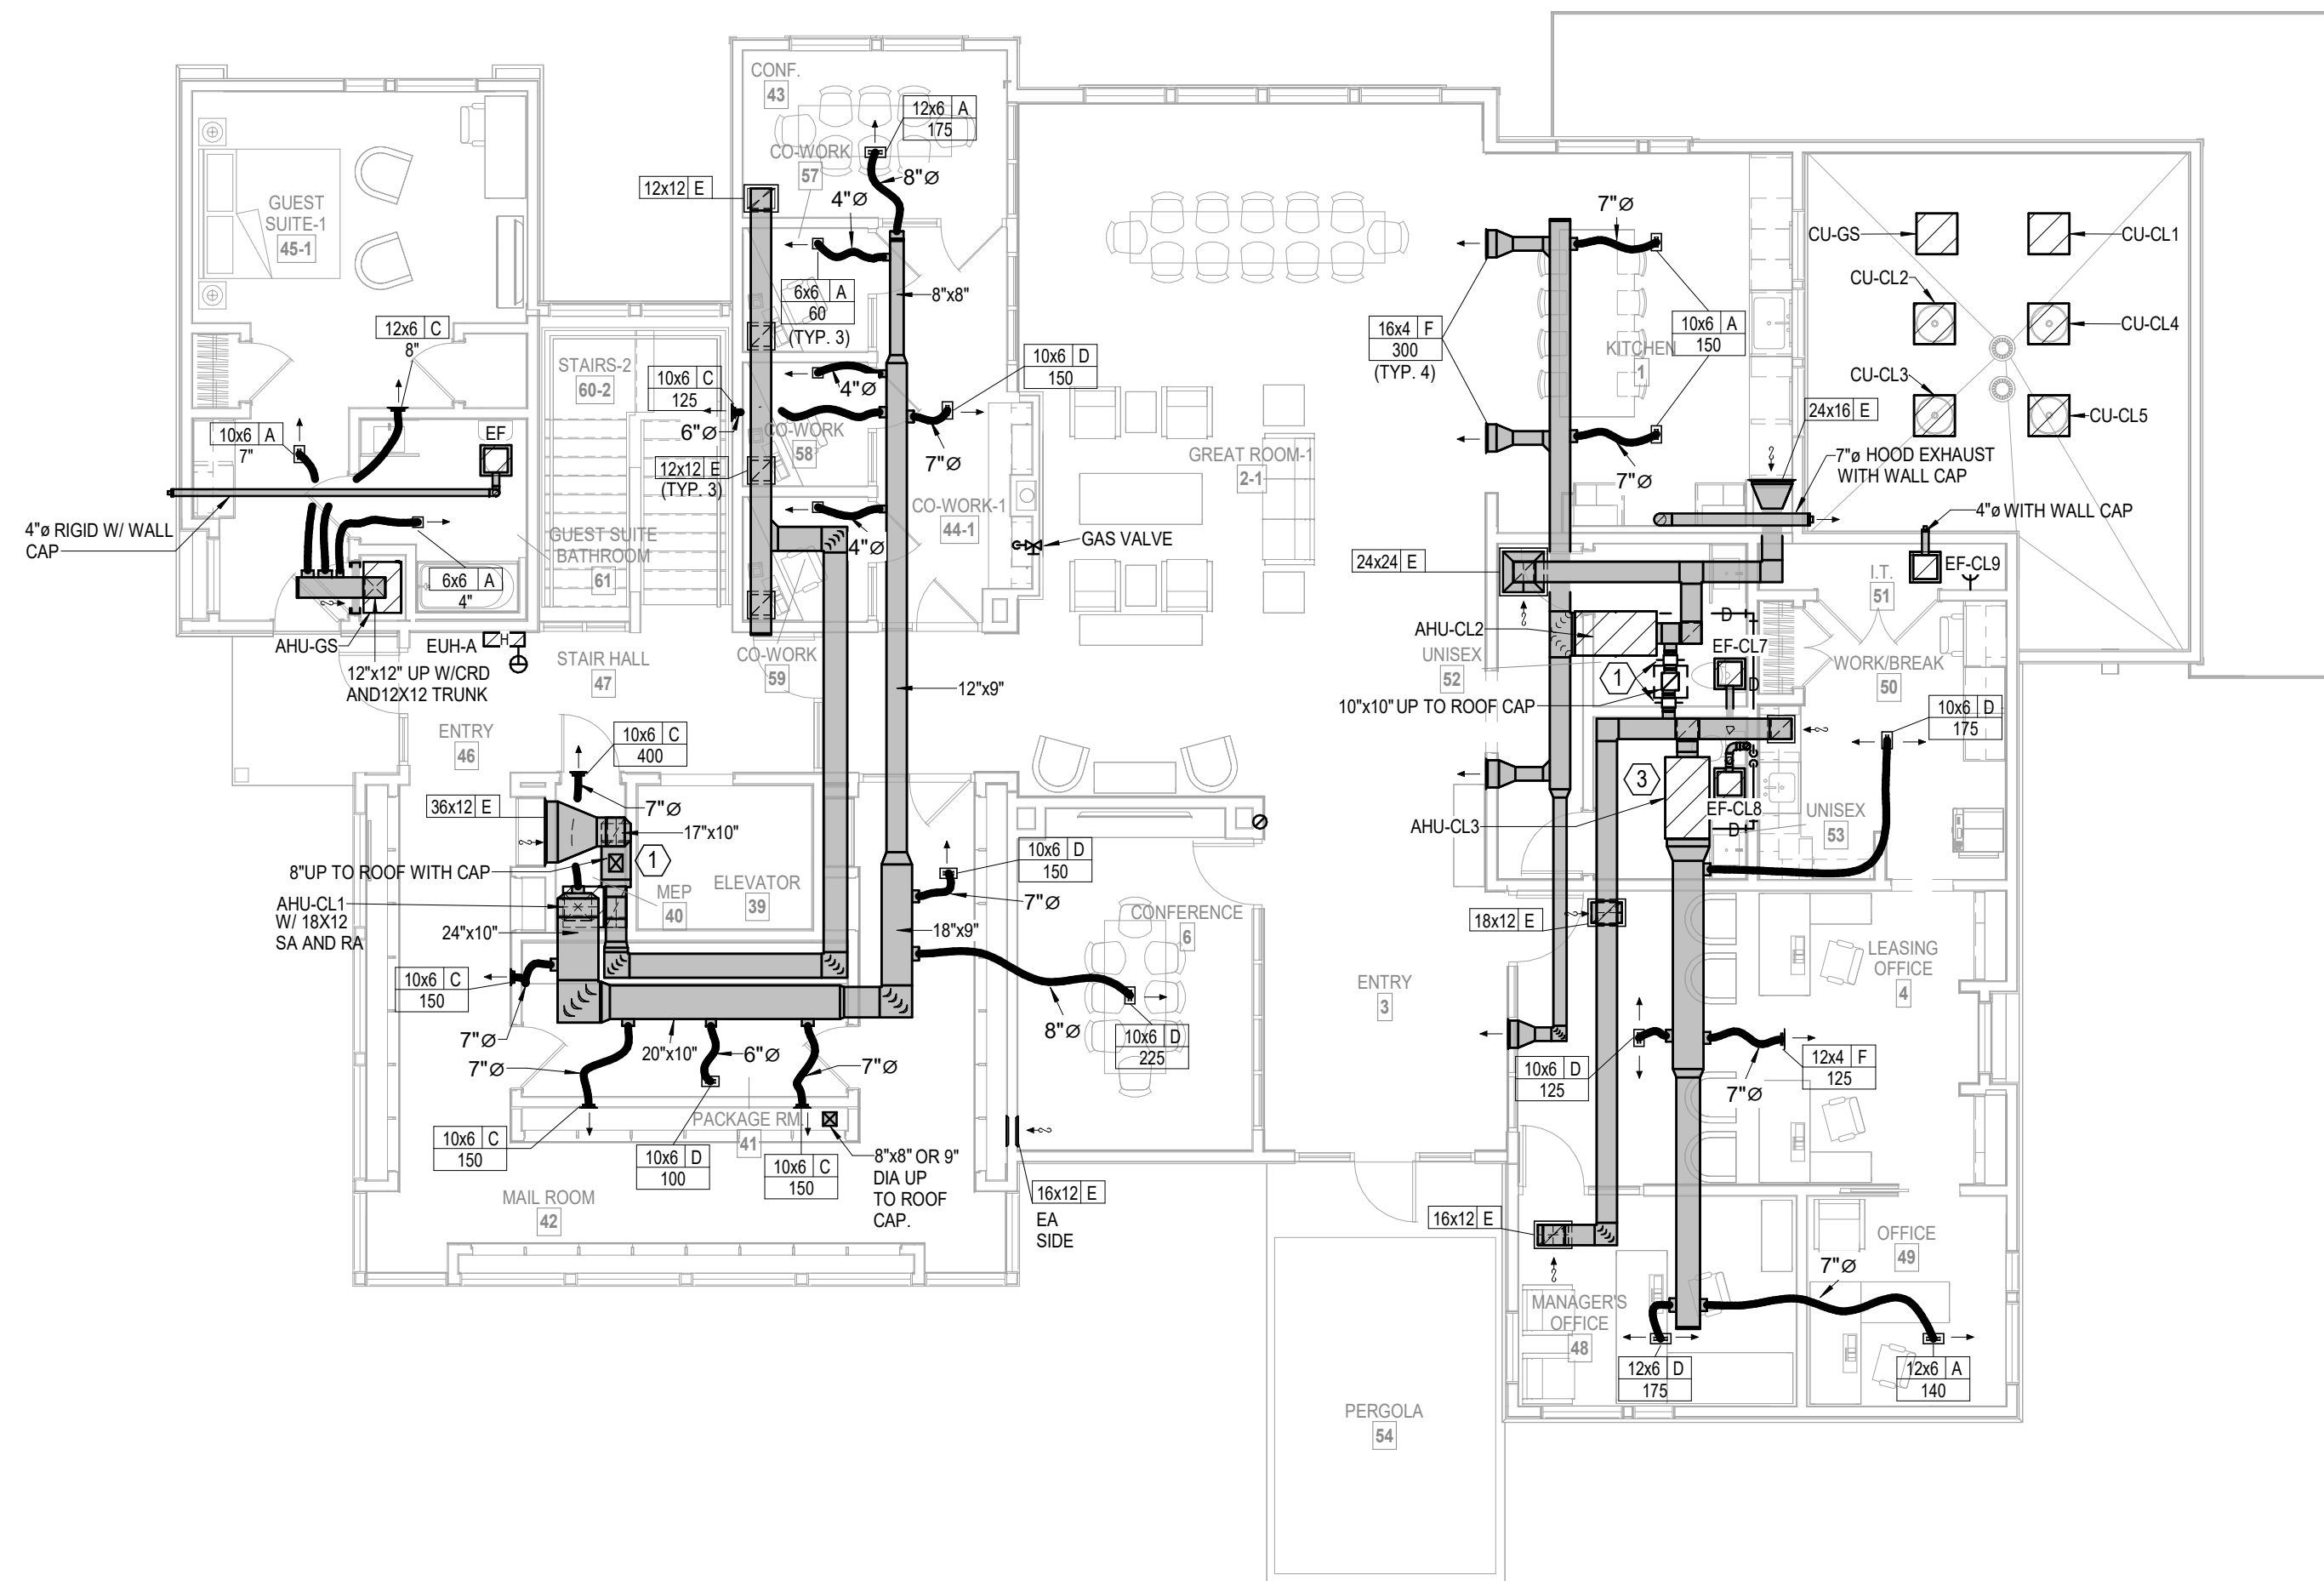 CONF.
43
12x6 A
175
CO-WORK
57
8"Ø
12x12 E
4"Ø
GUEST
SUITE-1
45-1
6x6 A
60
(TYP. 3)
8"x8"
12x6 C
8"
STAIRS-2
60-2
10x6 C
125
6"Ø
4"Ø
10x6 D
150
7"Ø
CO-WORK
58
12x12 E
(TYP. 3)
10x6 A
7"
EF
4"ø RIGID W/ WALL
CAP
GUEST SUITE
BATHROOM
61
6x6 A
4"
4"Ø
CO-WORK-1
44-1
GAS VALVE
GREAT ROOM-1
2-1
AHU-GS
EUH-A
H
12"x12" UP W/CRD
AND12X12 TRUNK
STAIR HALL
47
CO-WORK
59
12"x9"
ENTRY
46
10x6 C
400
7"Ø
36x12 E
17"x10"
8"UP TO ROOF WITH CAP
1
MEP
40
ELEVATOR
39
AHU-CL1
W/ 18X12
SA AND RA
24"x10"
10x6 D
150
7"Ø
18"x9"
CONFERENCE
6
10x6 C
150
7"Ø
7"Ø
20"x10"
6"Ø
7"Ø
8"Ø
10x6 D
225
10x6 C
150
10x6 D
100
PACKAGE RM.
41
10x6 C
150
8"x8" OR 9"
DIA UP
TO ROOF
CAP.
MAIL ROOM
42
16x12 E
EA
SIDE
7"Ø
16x4 F
300
(TYP. 4)
10x6 A
150
KITCHEN
1
7"Ø
CU-GS
CU-CL1
CU-CL2
CU-CL4
CU-CL3
CU-CL5
24x16 E
7"ø HOOD EXHAUST
WITH WALL CAP
4"ø WITH WALL CAP
24x24 E
EF-CL9
I.T.
51
AHU-CL2
UNISEX
52
1
D
EF-CL7
D
10"x10" UP TO ROOF CAP
WORK/BREAK
50
10x6 D
175
3
AHU-CL3
EF-CL8
D
UNISEX
53
18x12 E
LEASING
OFFICE
4
ENTRY
3
10x6 D
125
7"Ø
12x4 F
125
16x12 E
OFFICE
49
7"Ø
MANAGER'S
OFFICE
48
12x6 D
175
12x6 A
140
PERGOLA
54